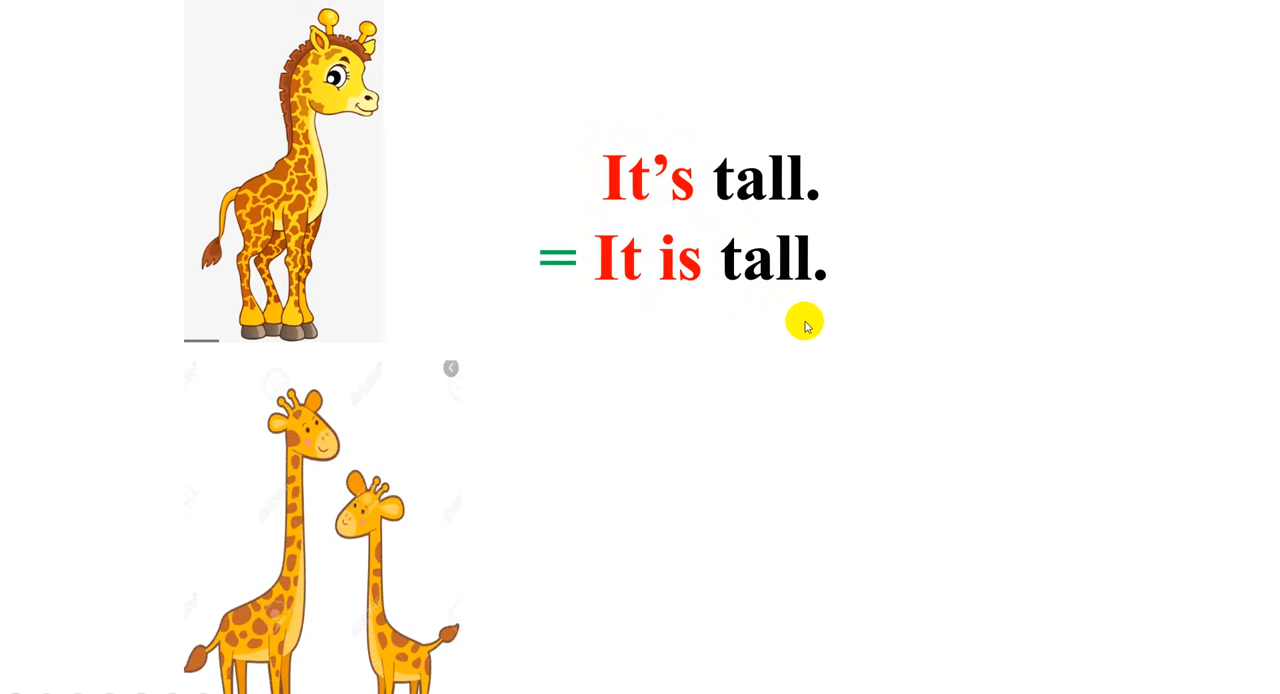 It’s tall.
= It is tall.